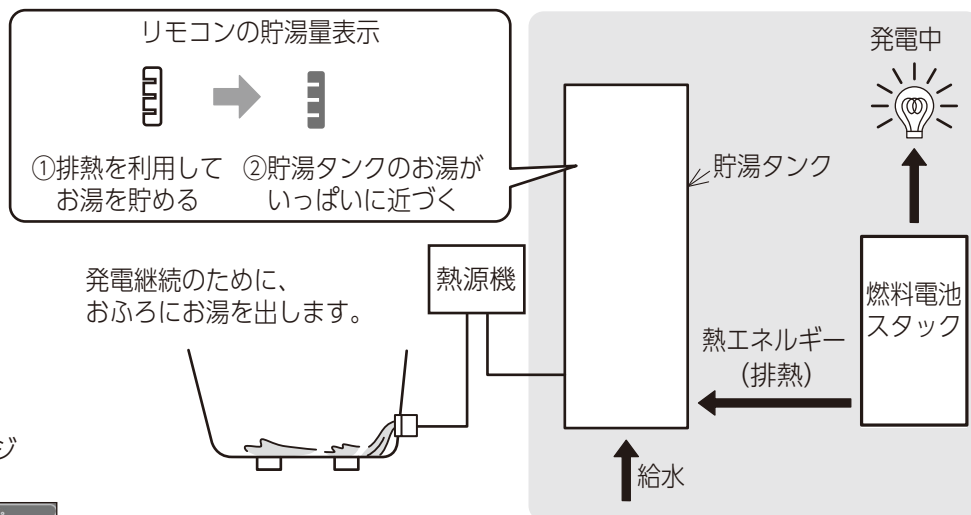 リモコンの貯湯量表示
①排熱を利用して
お湯を貯める
②貯湯タンクのお湯が
いっぱいに近づく
発電中
貯湯タンク
発電継続のために、
おふろにお湯を出します。
熱源機
燃料電池
スタック
熱エネルギー
(排熱)
給水
ジ